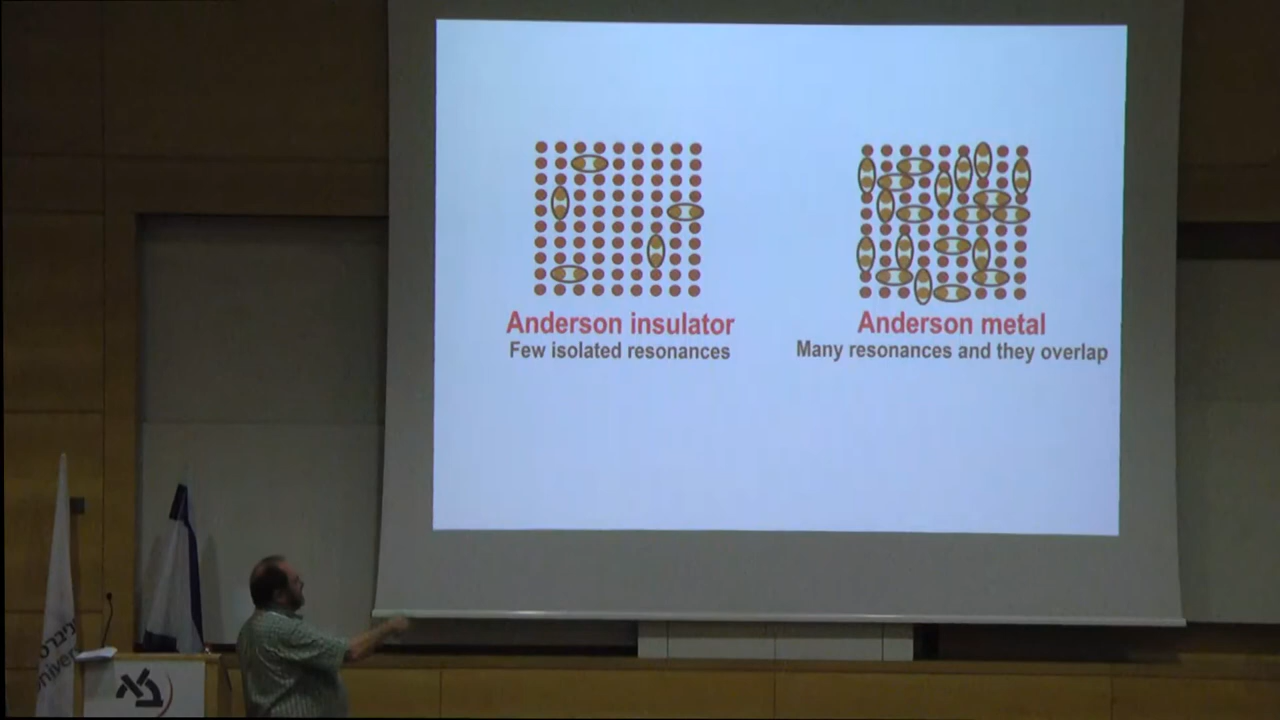 Anderson insulator
Few isolated resonances
Anderson metal
Many resonances and they overlap